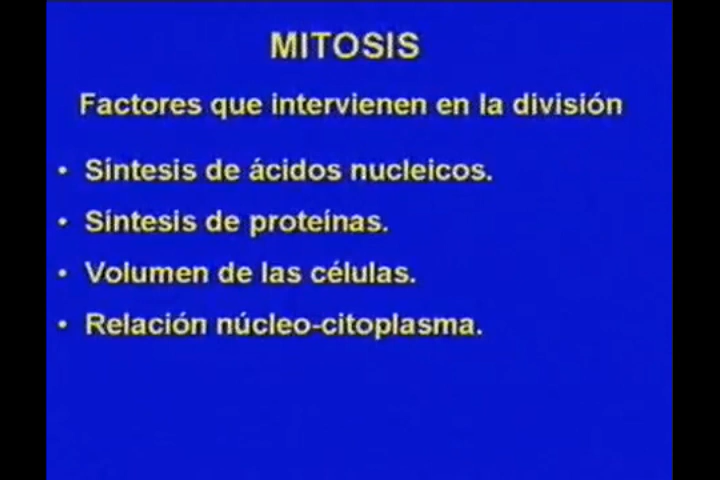 MITOSIS
Factores que intervienen en la división
• Síntesis de ácidos nucleicos.
• Síntesis de proteínas.
• Volumen de las células.
• Relación núcleo-citoplasma.